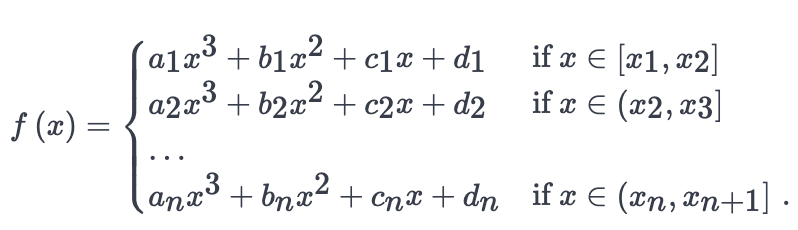 a1x³ + b1x² + c1x + d1 if x ∈ [x1, x2]
a2x³ + b2x² + c2x + d2 if x ∈ (x2, x3]
f (x) = {
...
aₙx³ + bₙx² + cₙx + dₙ if x ∈ (xₙ, xₙ₊₁] .